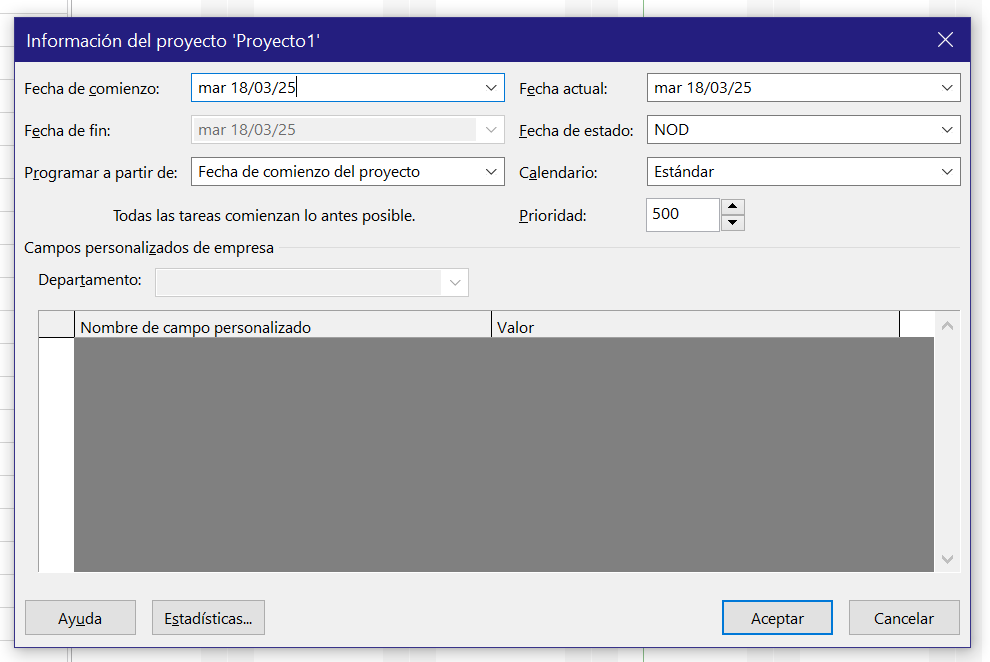 Información del proyecto 'Proyecto1'
Fecha de comienzo: mar 18/03/25 Fecha actual: mar 18/03/25
Fecha de fin: mar 18/03/25 Fecha de estado: NOD
Programar a partir de: Fecha de comienzo del proyecto Calendario: Estándar
Todas las tareas comienzan lo antes posible. Prioridad: 500
Campos personalizados de empresa
Departamento:
Nombre de campo personalizado Valor
Ayuda Estadísticas... Aceptar Cancelar